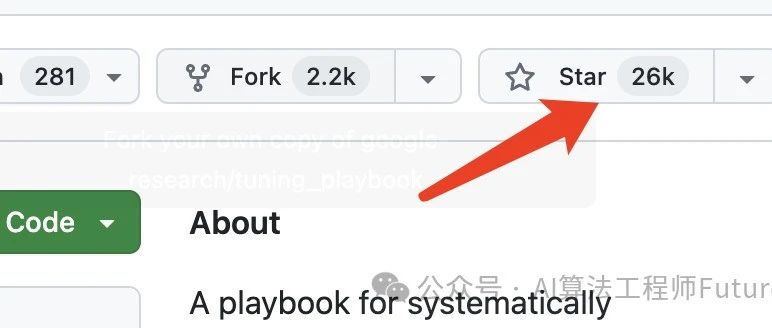 281
Fork 2.2k
Star 26k
Fork your own copy of google
research/tuning_playbook
Code
About
A playbook for systematically
公众号 · AI算法工程师Future